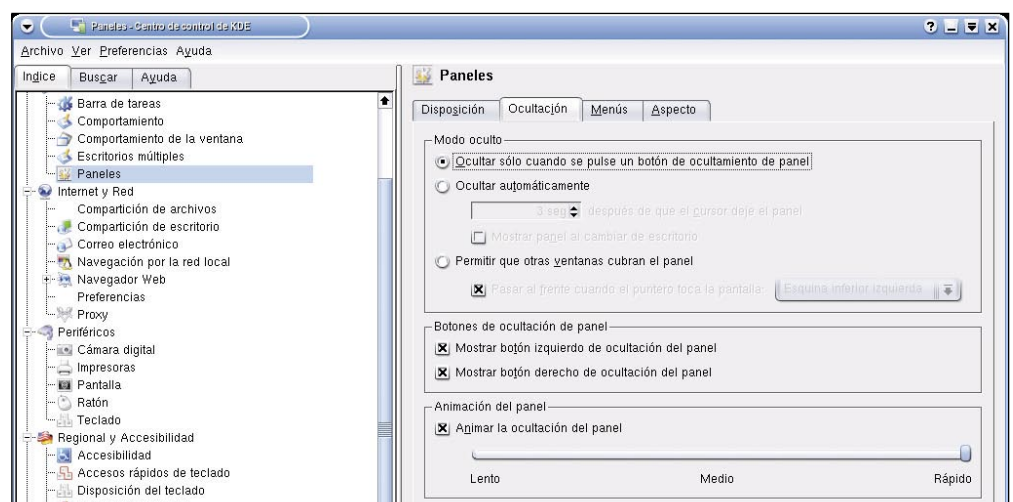 Paneles - Centro de control de KDE
Archivo Ver Preferencias Ayuda
Indice Buscar Ayuda
Barra de tareas
Comportamiento
Comportamiento de la ventana
Escritorios múltiples
Paneles
Internet y Red
Compartición de archivos
Compartición de escritorio
Correo electrónico
Navegación por la red local
Navegador Web
Preferencias
Proxy
Periféricos
Cámara digital
Impresoras
Pantalla
Ratón
Teclado
Regional y Accesibilidad
Accesibilidad
Accesos rápidos de teclado
Disposición del teclado
Paneles
Disposición Ocultación Menús Aspecto
Modo oculto
Ocultar sólo cuando se pulse un botón de ocultamiento de panel
Ocultar automáticamente
3 seg después de que el cursor deje el panel
Mostrar panel al cambiar de escritorio
Permitir que otras ventanas cubran el panel
Pasar al frente cuando el puntero toca la pantalla: Esquina inferior izquierda
Botones de ocultación de panel
Mostrar botón izquierdo de ocultación del panel
Mostrar botón derecho de ocultación del panel
Animación del panel
Animar la ocultación del panel
Lento Medio Rápido